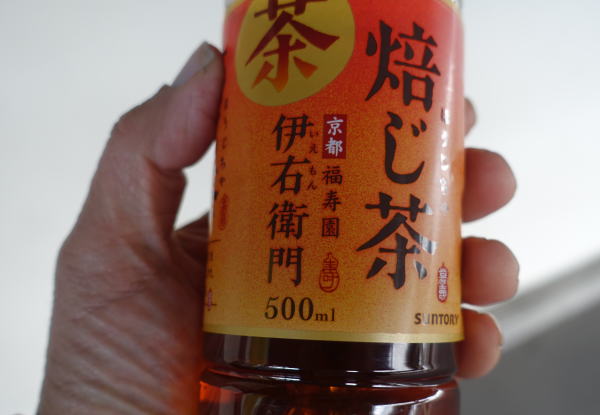 茶
焙じ茶
京都
福寿園
伊右衛門
いえもん
500ml
SUNTORY